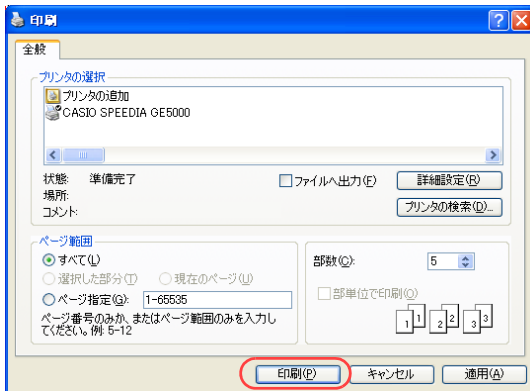 印刷
全般
プリンタの選択
プリンタの追加
CASIO SPEEDIA GE5000
状態: 準備完了
場所:
コメント:
ファイルへ出力(F)
詳細設定(R)
プリンタの検索(D)...
ページ範囲
すべて(L)
選択した部分(T) 現在のページ(U)
ページ指定(G): 1-65535
ページ番号のみか、またはページ範囲のみを入力し
てください。例: 5-12
部数(C): 5
部単位で印刷(O)
1 1 2 2 3 3
印刷(P) キャンセル 適用(A)